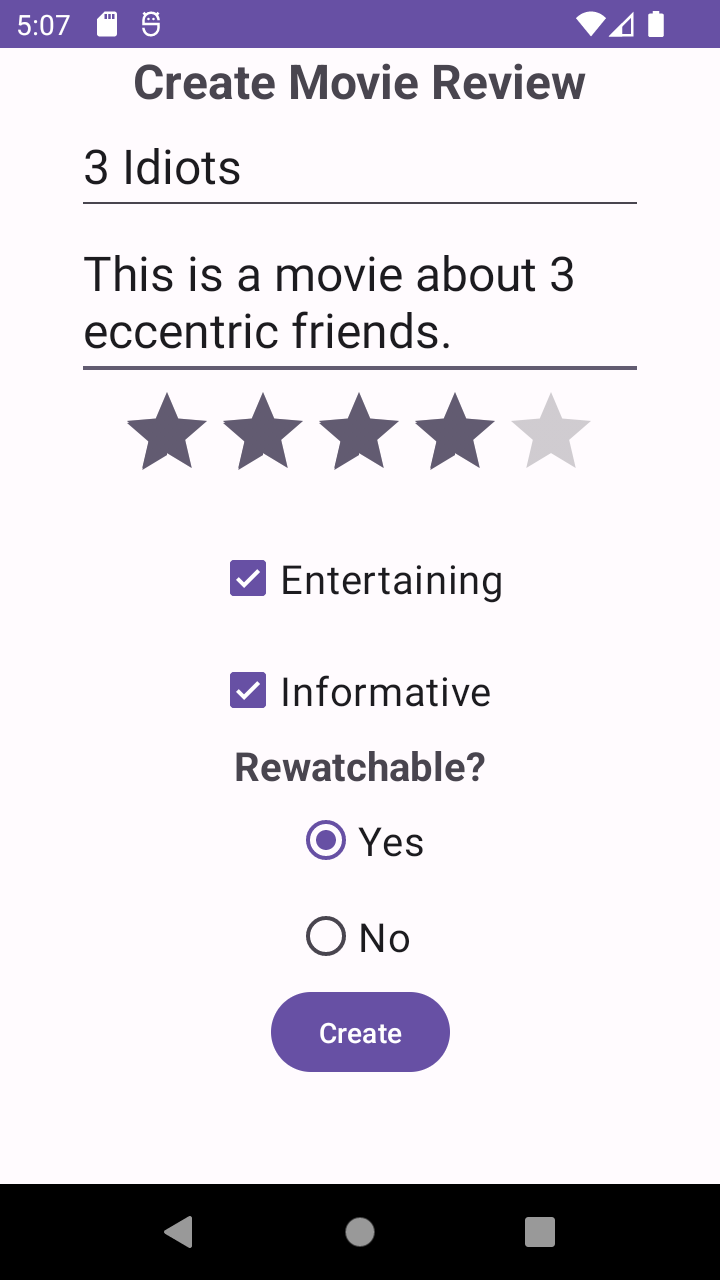 5:07
Create Movie Review
3 Idiots
This is a movie about 3
eccentric friends.
Entertaining
Informative
Rewatchable?
Yes
No
Create